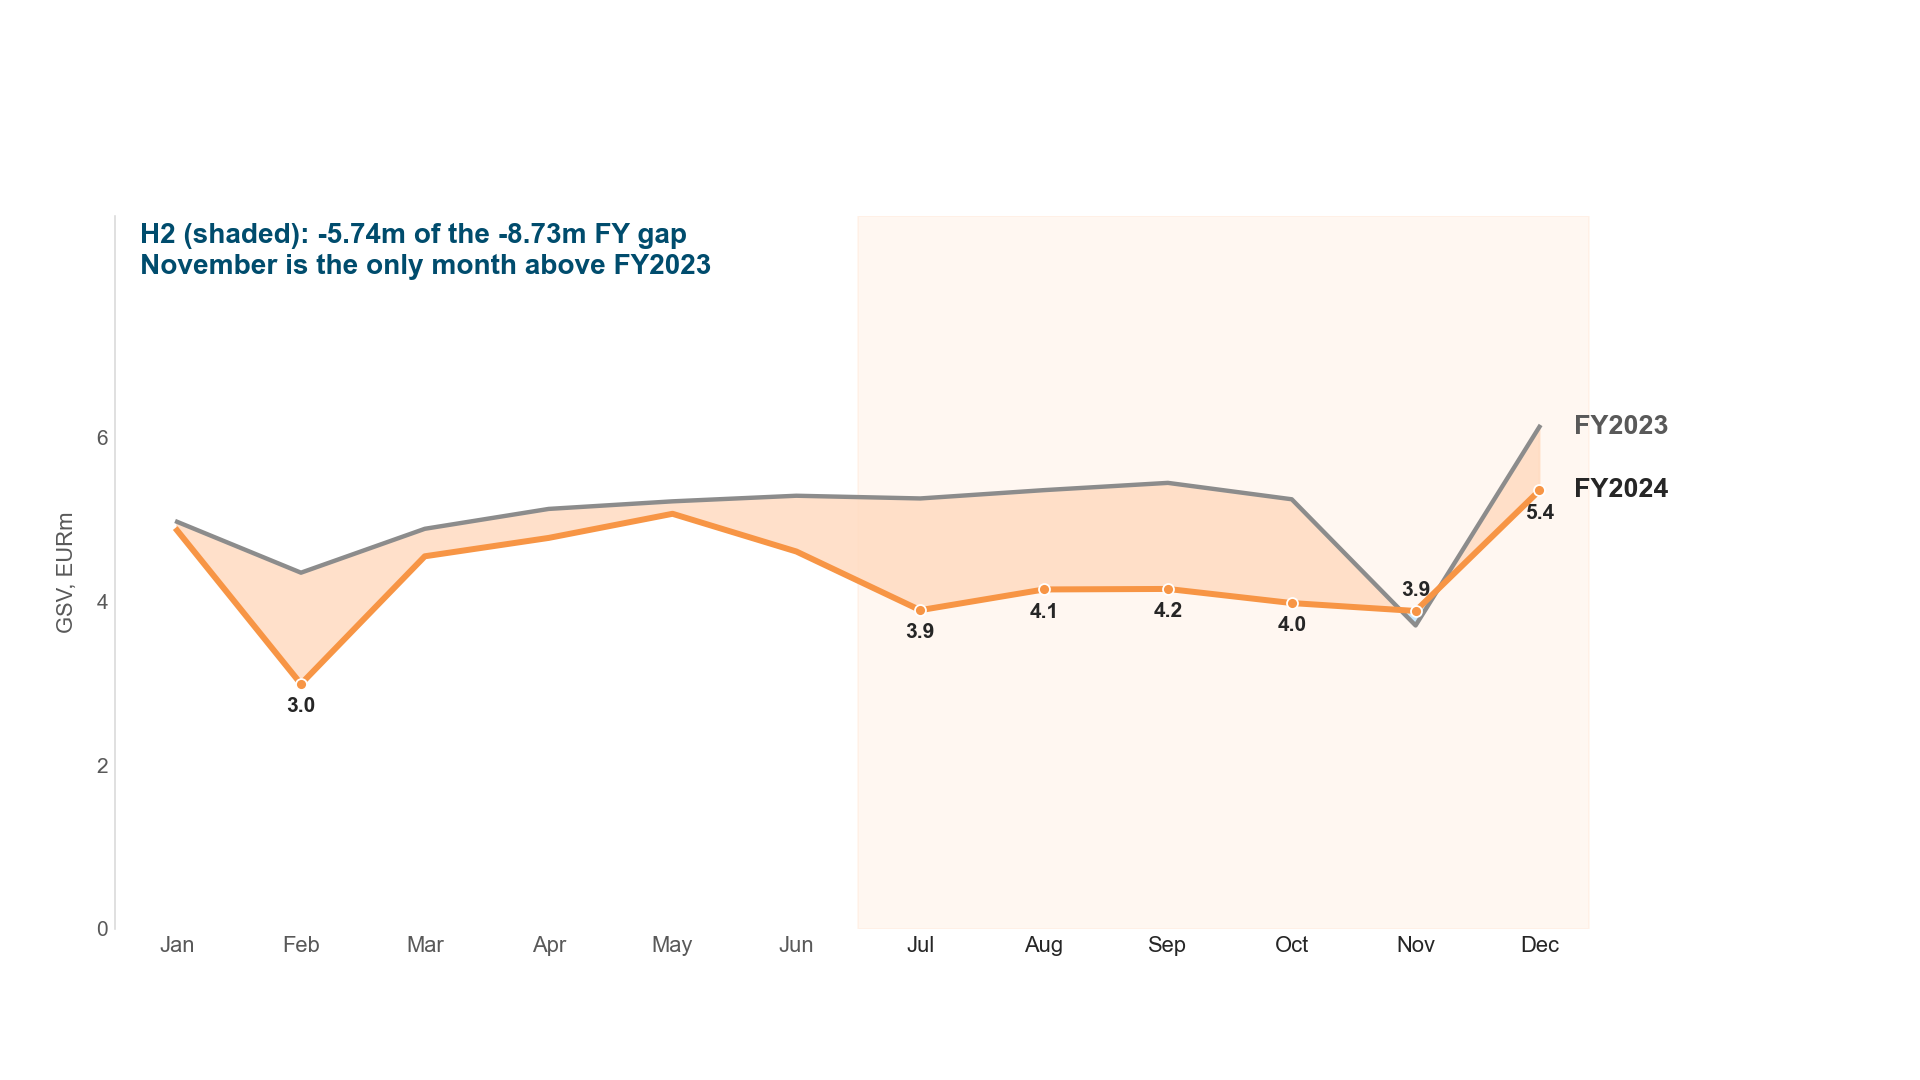 H2 (shaded): -5.74m of the -8.73m FY gap
November is the only month above FY2023
GSV, EURm
6
4
2
0
FY2023
FY2024
5.4
3.9
3.9
4.1
4.2
4.0
3.0
Jan Feb Mar Apr May Jun Jul Aug Sep Oct Nov Dec